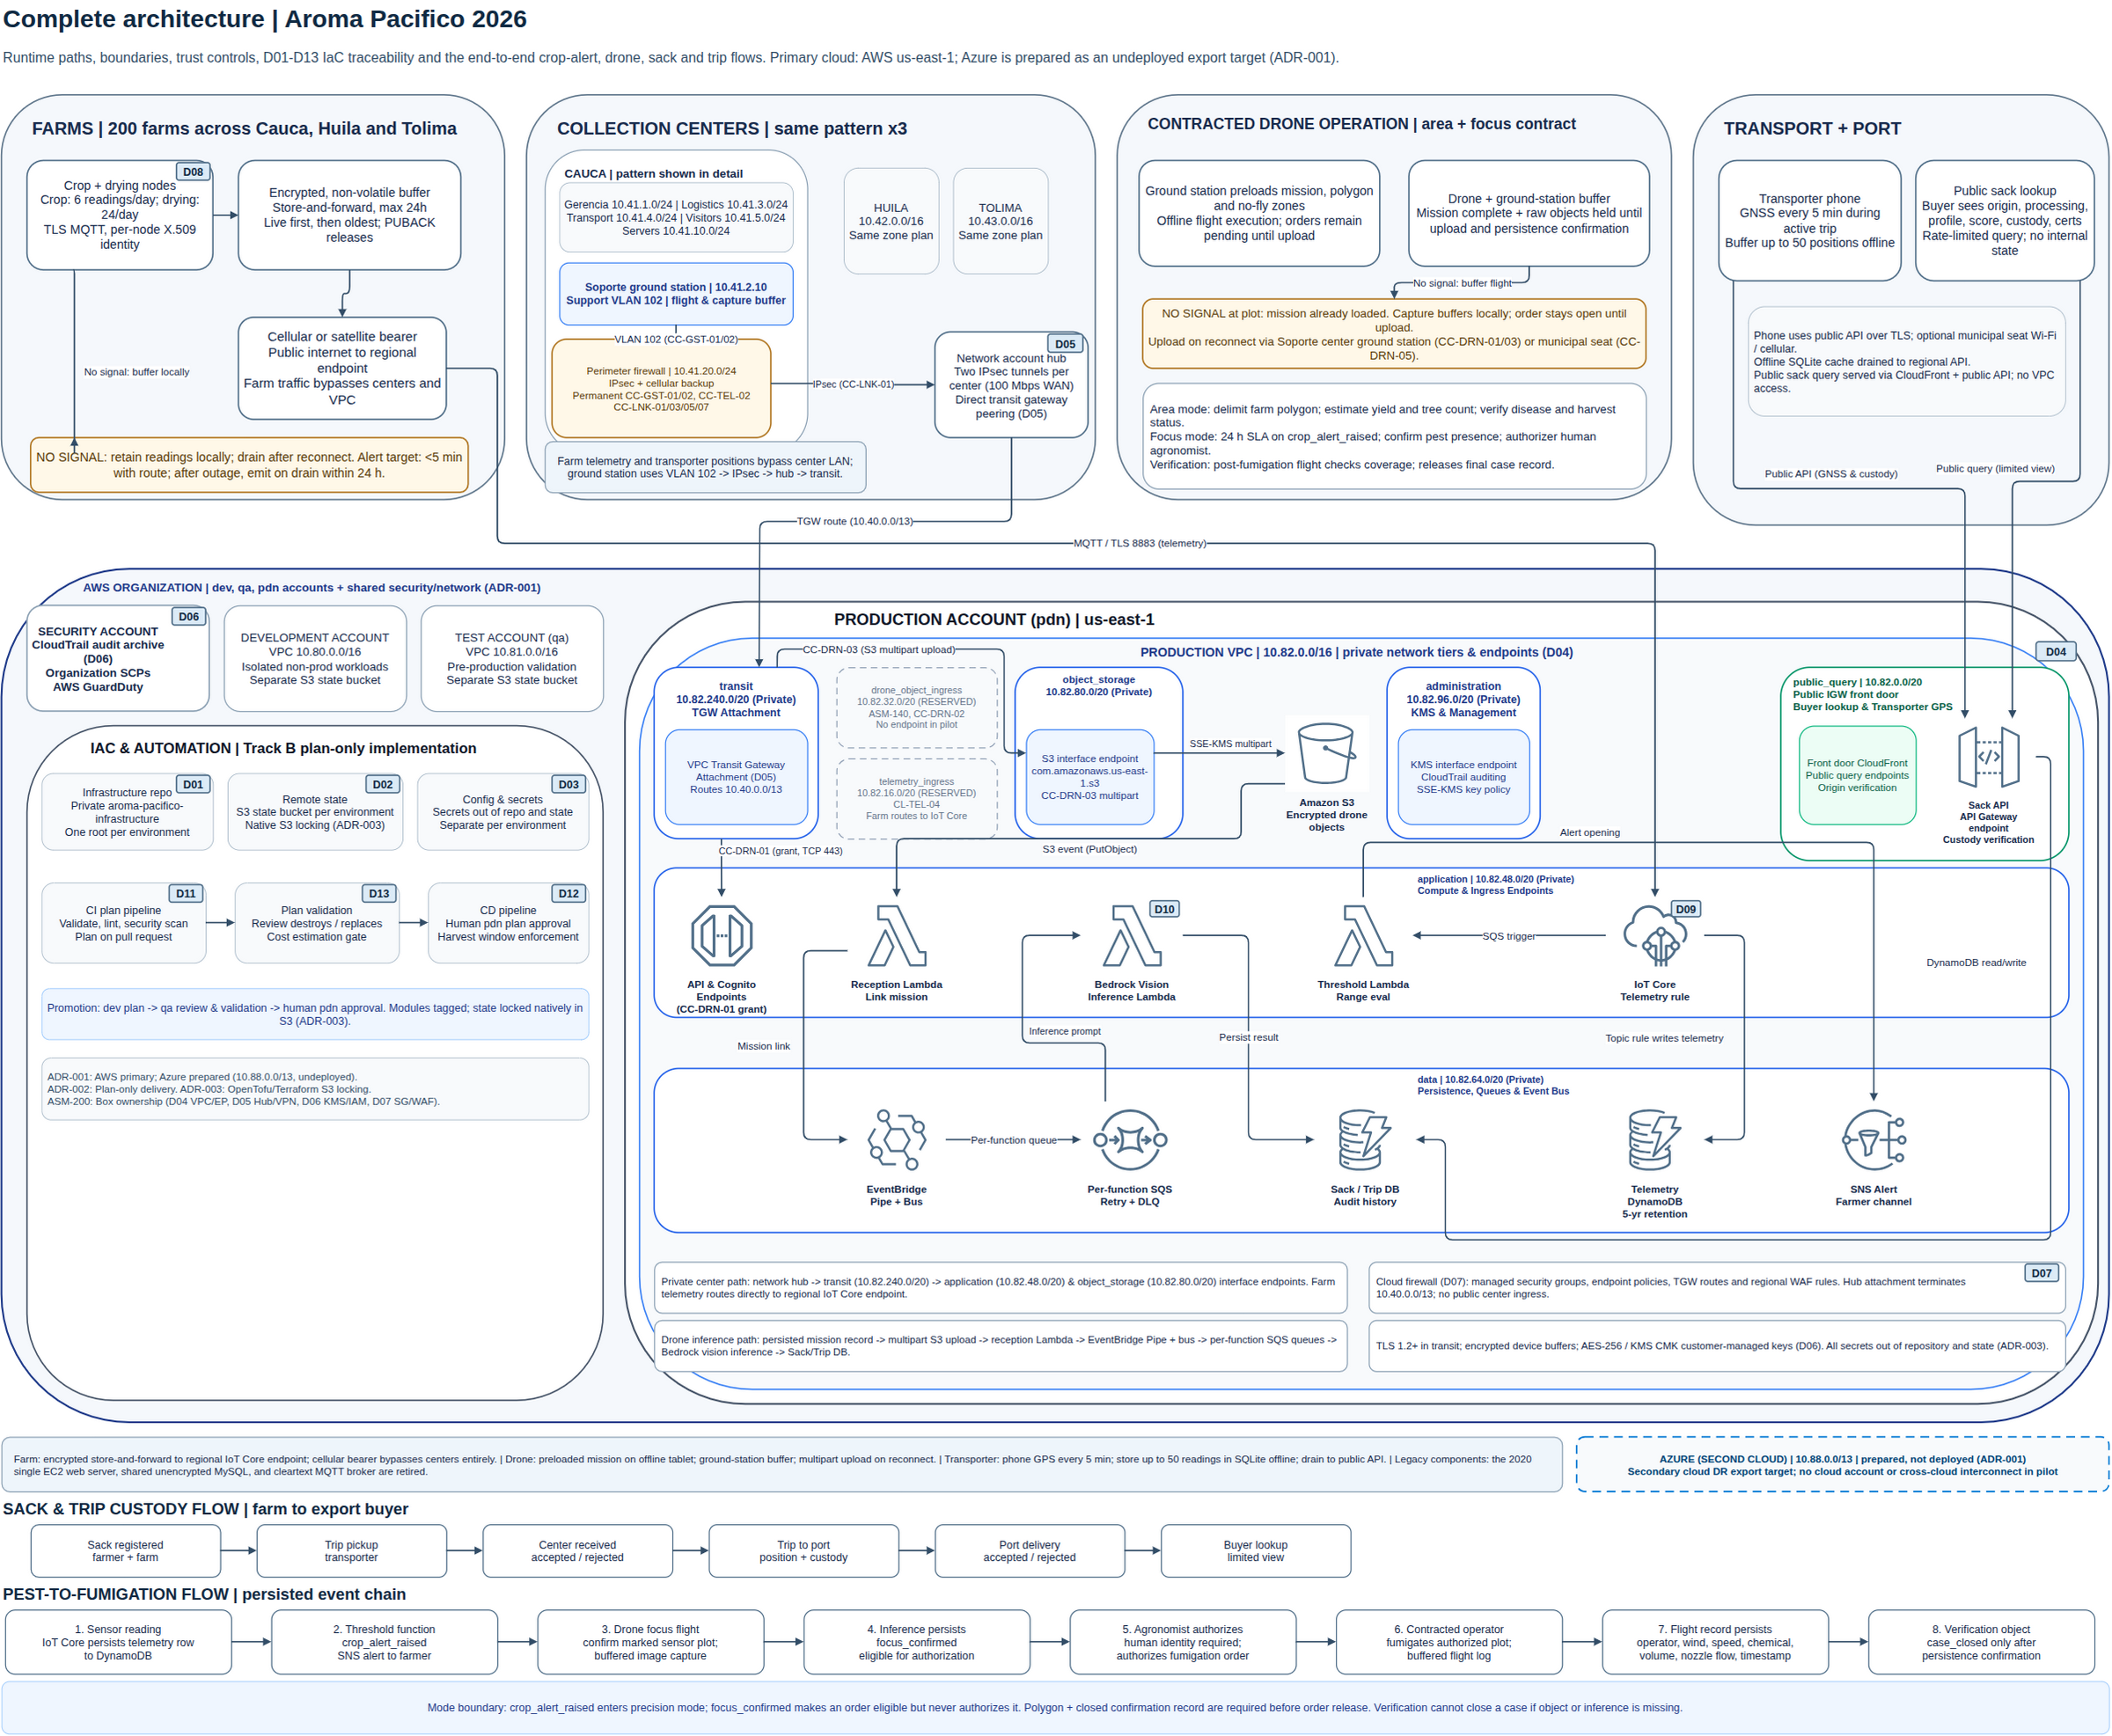 Complete architecture | Aroma Pacifico 2026
Runtime paths, boundaries, trust controls, D01-D13 IaC traceability and the end-to-end crop-alert, drone, sack and trip flows. Primary cloud: AWS us-east-1; Azure is prepared as an undeployed export target (ADR-001).
FARMS | 200 farms across Cauca, Huila and Tolima
D08
Crop + drying nodes
Crop: 6 readings/day; drying:
24/day
TLS MQTT, per-node X.509
identity
Encrypted, non-volatile buffer
Store-and-forward, max 24h
Live first, then oldest; PUBACK
releases
Cellular or satellite bearer
Public internet to regional
endpoint
Farm traffic bypasses centers and
VPC
No signal: buffer locally
NO SIGNAL: retain readings locally; drain after reconnect. Alert target: <5 min
with route; after outage, emit on drain within 24 h.
COLLECTION CENTERS | same pattern x3
CAUCA | pattern shown in detail
Gerencia 10.41.1.0/24 | Logistics 10.41.3.0/24
Transport 10.41.4.0/24 | Visitors 10.41.5.0/24
Servers 10.41.10.0/24
Soporte ground station | 10.41.2.10
Support VLAN 102 | flight & capture buffer
VLAN 102 (CC-GST-01/02)
Perimeter firewall | 10.41.20.0/24
IPsec + cellular backup
Permanent CC-GST-01/02, CC-TEL-02
CC-LNK-01/03/05/07
HUILA
10.42.0.0/16
Same zone plan
TOLIMA
10.43.0.0/16
Same zone plan
IPsec (CC-LNK-01)
D05
Network account hub
Two IPsec tunnels per
center (100 Mbps WAN)
Direct transit gateway
peering (D05)
Farm telemetry and transporter positions bypass center LAN;
ground station uses VLAN 102 -> IPsec -> hub -> transit.
CONTRACTED DRONE OPERATION | area + focus contract
Ground station preloads mission, polygon
and no-fly zones
Offline flight execution; orders remain
pending until upload
Drone + ground-station buffer
Mission complete + raw objects held until
upload and persistence confirmation
No signal: buffer flight
NO SIGNAL at plot: mission already loaded. Capture buffers locally; order stays open until
upload.
Upload on reconnect via Soporte center ground station (CC-DRN-01/03) or municipal seat (CC-
DRN-05).
Area mode: delimit farm polygon; estimate yield and tree count; verify disease and harvest
status.
Focus mode: 24 h SLA on crop_alert_raised; confirm pest presence; authorizer human
agronomist.
Verification: post-fumigation flight checks coverage; releases final case record.
TRANSPORT + PORT
Transporter phone
GNSS every 5 min during
active trip
Buffer up to 50 positions offline
Public sack lookup
Buyer sees origin, processing,
profile, score, custody, certs
Rate-limited query; no internal
state
Phone uses public API over TLS; optional municipal seat Wi-Fi
/ cellular.
Offline SQLite cache drained to regional API.
Public sack query served via CloudFront + public API; no VPC
access.
Public API (GNSS & custody)
Public query (limited view)
TGW route (10.40.0.0/13)
MQTT / TLS 8883 (telemetry)
AWS ORGANIZATION | dev, qa, pdn accounts + shared security/network (ADR-001)
D06
SECURITY ACCOUNT
CloudTrail audit archive
(D06)
Organization SCPs
AWS GuardDuty
DEVELOPMENT ACCOUNT
VPC 10.80.0.0/16
Isolated non-prod workloads
Separate S3 state bucket
TEST ACCOUNT (qa)
VPC 10.81.0.0/16
Pre-production validation
Separate S3 state bucket
IAC & AUTOMATION | Track B plan-only implementation
D01
Infrastructure repo
Private aroma-pacifico-
infrastructure
One root per environment
D02
Remote state
S3 state bucket per environment
Native S3 locking (ADR-003)
D03
Config & secrets
Secrets out of repo and state
Separate per environment
D11
CI plan pipeline
Validate, lint, security scan
Plan on pull request
D13
Plan validation
Review destroys / replaces
Cost estimation gate
D12
CD pipeline
Human pdn plan approval
Harvest window enforcement
Promotion: dev plan -> qa review & validation -> human pdn approval. Modules tagged; state locked natively in
S3 (ADR-003).
ADR-001: AWS primary; Azure prepared (10.88.0.0/13, undeployed).
ADR-002: Plan-only delivery. ADR-003: OpenTofu/Terraform S3 locking.
ASM-200: Box ownership (D04 VPC/EP, D05 Hub/VPN, D06 KMS/IAM, D07 SG/WAF).
PRODUCTION ACCOUNT (pdn) | us-east-1
CC-DRN-03 (S3 multipart upload)
PRODUCTION VPC | 10.82.0.0/16 | private network tiers & endpoints (D04)
D04
transit
10.82.240.0/20 (Private)
TGW Attachment
VPC Transit Gateway
Attachment (D05)
Routes 10.40.0.0/13
drone_object_ingress
10.82.32.0/20 (RESERVED)
ASM-140, CC-DRN-02
No endpoint in pilot
telemetry_ingress
10.82.16.0/20 (RESERVED)
CL-TEL-04
Farm routes to IoT Core
object_storage
10.82.80.0/20 (Private)
S3 interface endpoint
com.amazonaws.us-east-
1.s3
CC-DRN-03 multipart
SSE-KMS multipart
Amazon S3
Encrypted drone
objects
administration
10.82.96.0/20 (Private)
KMS & Management
KMS interface endpoint
CloudTrail auditing
SSE-KMS key policy
public_query | 10.82.0.0/20
Public IGW front door
Buyer lookup & Transporter GPS
Front door CloudFront
Public query endpoints
Origin verification
Sack API
API Gateway
endpoint
Custody verification
CC-DRN-01 (grant, TCP 443)
S3 event (PutObject)
Alert opening
application | 10.82.48.0/20 (Private)
Compute & Ingress Endpoints
API & Cognito
Endpoints
(CC-DRN-01 grant)
Reception Lambda
Link mission
D10
Bedrock Vision
Inference Lambda
Threshold Lambda
Range eval
SQS trigger
D09
IoT Core
Telemetry rule
DynamoDB read/write
Mission link
Inference prompt
Persist result
Topic rule writes telemetry
data | 10.82.64.0/20 (Private)
Persistence, Queues & Event Bus
EventBridge
Pipe + Bus
Per-function queue
Per-function SQS
Retry + DLQ
Sack / Trip DB
Audit history
Telemetry
DynamoDB
5-yr retention
SNS Alert
Farmer channel
Private center path: network hub -> transit (10.82.240.0/20) -> application (10.82.48.0/20) & object_storage (10.82.80.0/20) interface endpoints. Farm
telemetry routes directly to regional IoT Core endpoint.
D07
Cloud firewall (D07): managed security groups, endpoint policies, TGW routes and regional WAF rules. Hub attachment terminates
10.40.0.0/13; no public center ingress.
Drone inference path: persisted mission record -> multipart S3 upload -> reception Lambda -> EventBridge Pipe + bus -> per-function SQS queues ->
Bedrock vision inference -> Sack/Trip DB.
TLS 1.2+ in transit; encrypted device buffers; AES-256 / KMS CMK customer-managed keys (D06). All secrets out of repository and state (ADR-003).
Farm: encrypted store-and-forward to regional IoT Core endpoint; cellular bearer bypasses centers entirely. | Drone: preloaded mission on offline tablet; ground-station buffer; multipart upload on reconnect. | Transporter: phone GPS every 5 min; store up to 50 readings in SQLite offline; drain to public API. | Legacy components: the 2020
single EC2 web server, shared unencrypted MySQL, and cleartext MQTT broker are retired.
AZURE (SECOND CLOUD) | 10.88.0.0/13 | prepared, not deployed (ADR-001)
Secondary cloud DR export target; no cloud account or cross-cloud interconnect in pilot
SACK & TRIP CUSTODY FLOW | farm to export buyer
Sack registered
farmer + farm
Trip pickup
transporter
Center received
accepted / rejected
Trip to port
position + custody
Port delivery
accepted / rejected
Buyer lookup
limited view
PEST-TO-FUMIGATION FLOW | persisted event chain
1. Sensor reading
IoT Core persists telemetry row
to DynamoDB
2. Threshold function
crop_alert_raised
SNS alert to farmer
3. Drone focus flight
confirm marked sensor plot;
buffered image capture
4. Inference persists
focus_confirmed
eligible for authorization
5. Agronomist authorizes
human identity required;
authorizes fumigation order
6. Contracted operator
fumigates authorized plot;
buffered flight log
7. Flight record persists
operator, wind, speed, chemical,
volume, nozzle flow, timestamp
8. Verification object
case_closed only after
persistence confirmation
Mode boundary: crop_alert_raised enters precision mode; focus_confirmed makes an order eligible but never authorizes it. Polygon + closed confirmation record are required before order release. Verification cannot close a case if object or inference is missing.